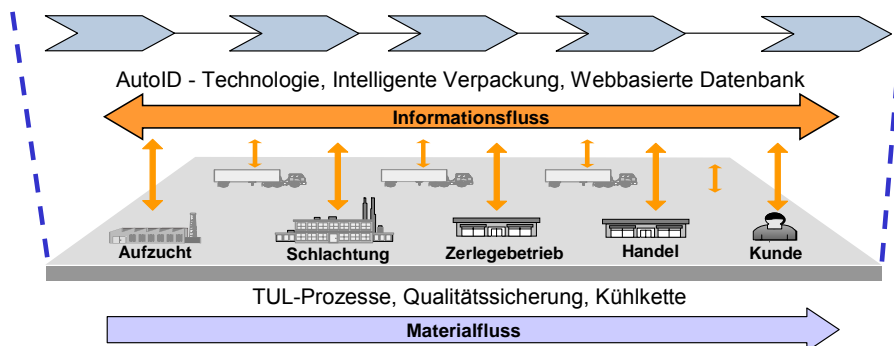 AutoID - Technologie, Intelligente Verpackung, Webbasierte Datenbank
Informationsfluss
Aufzucht
Schlachtung
Zerlegebetrieb
Handel
Kunde
TUL-Prozesse, Qualitätssicherung, Kühlkette
Materialfluss